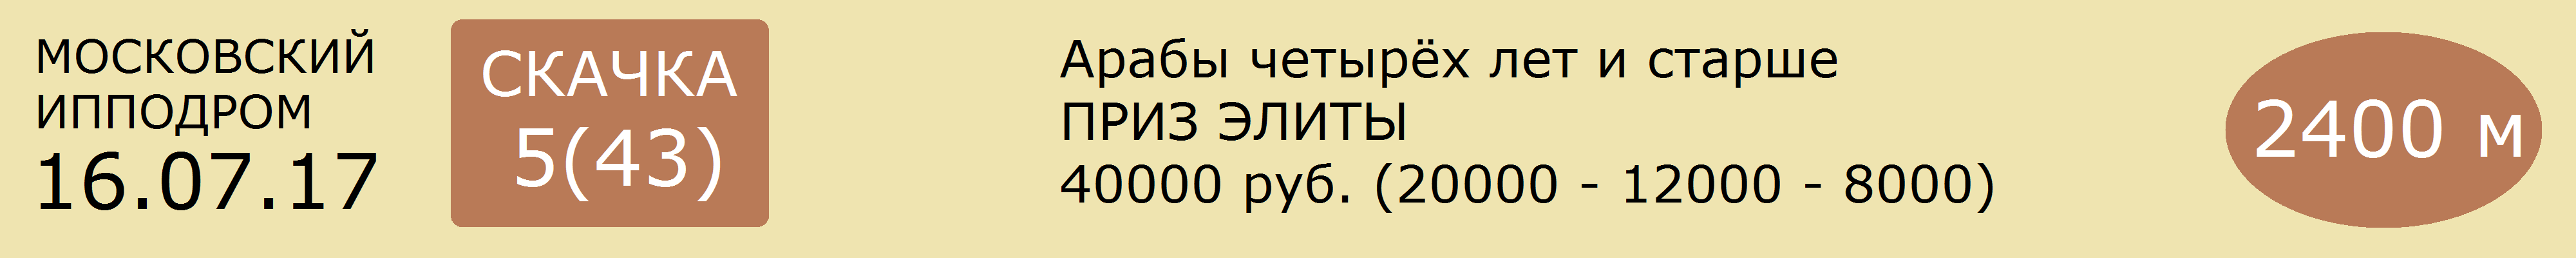 МОСКОВСКИЙ
ИППОДРОМ
16.07.17
СКАЧКА
5(43)
Арабы четырёх лет и старше
ПРИЗ ЭЛИТЫ
40000 руб. (20000 - 12000 - 8000)
2400 м